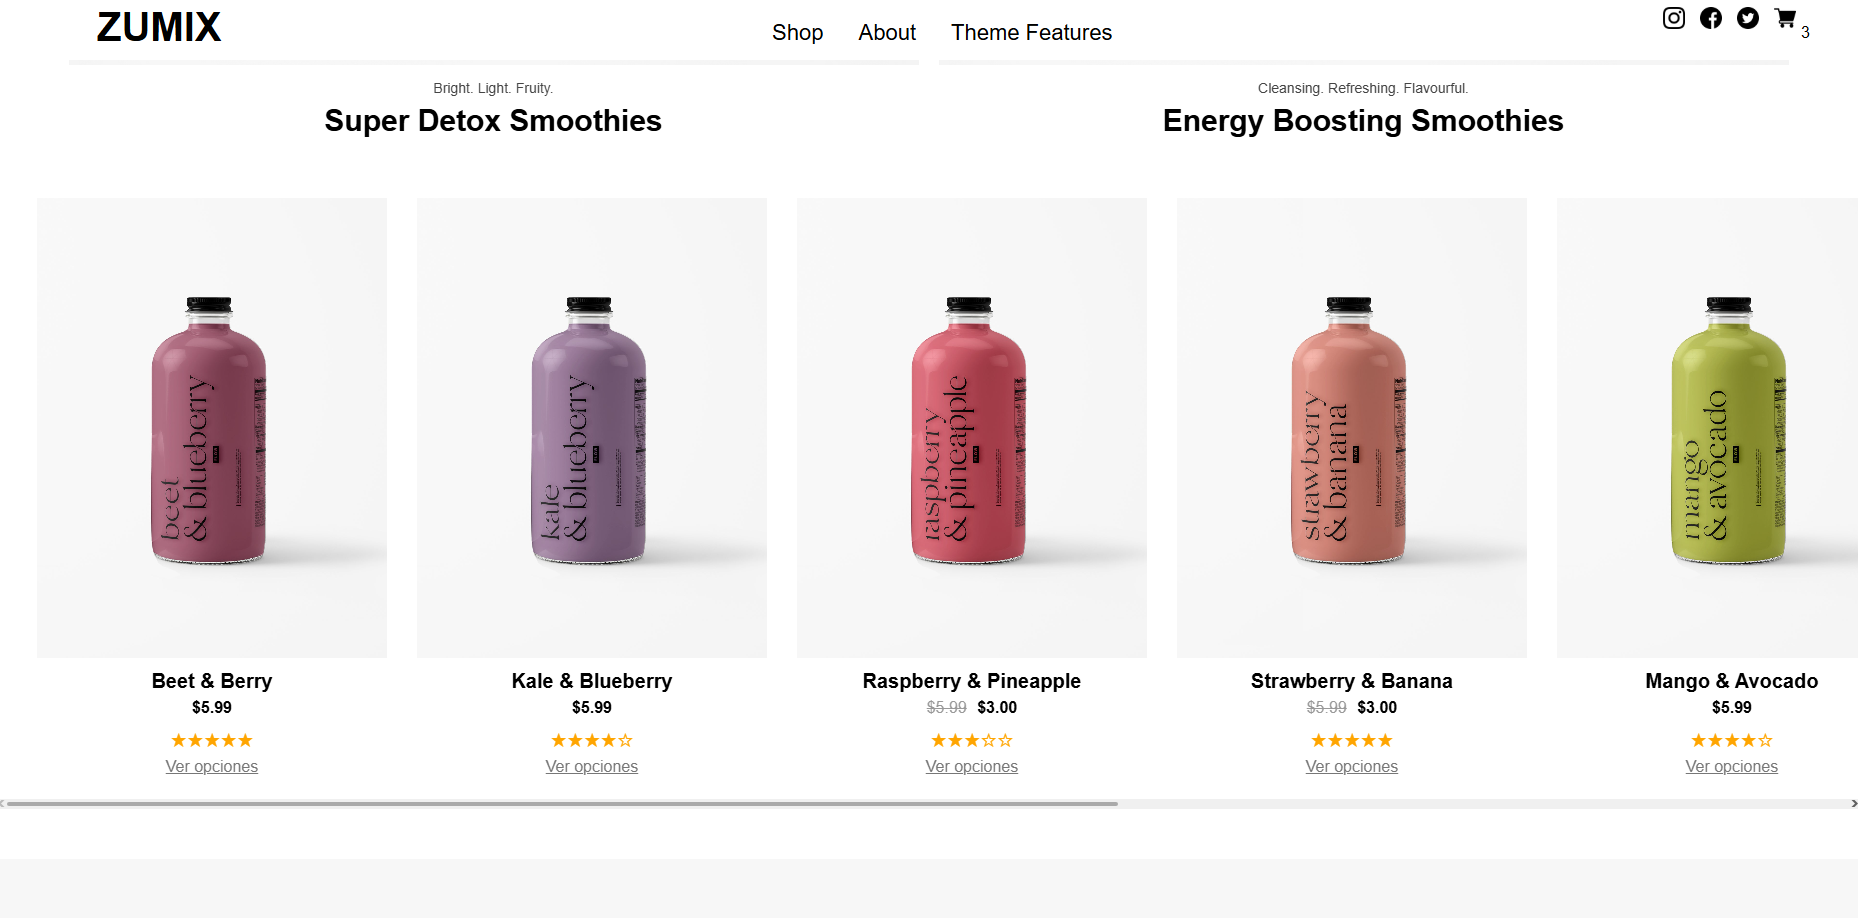 ZUMIX
Shop About Theme Features
3
Bright. Light. Fruity.
Super Detox Smoothies
Cleansing. Refreshing. Flavourful.
Energy Boosting Smoothies
beet
& blueberry
kale
& blueberry
raspberry
& pineapple
strawberry
& banana
mango
& avocado
Beet & Berry
$5.99
★★★★★
Ver opciones
Kale & Blueberry
$5.99
★★★★☆
Ver opciones
Raspberry & Pineapple
$5.99 $3.00
★★★☆☆
Ver opciones
Strawberry & Banana
$5.99 $3.00
★★★★★
Ver opciones
Mango & Avocado
$5.99
★★★★☆
Ver opciones